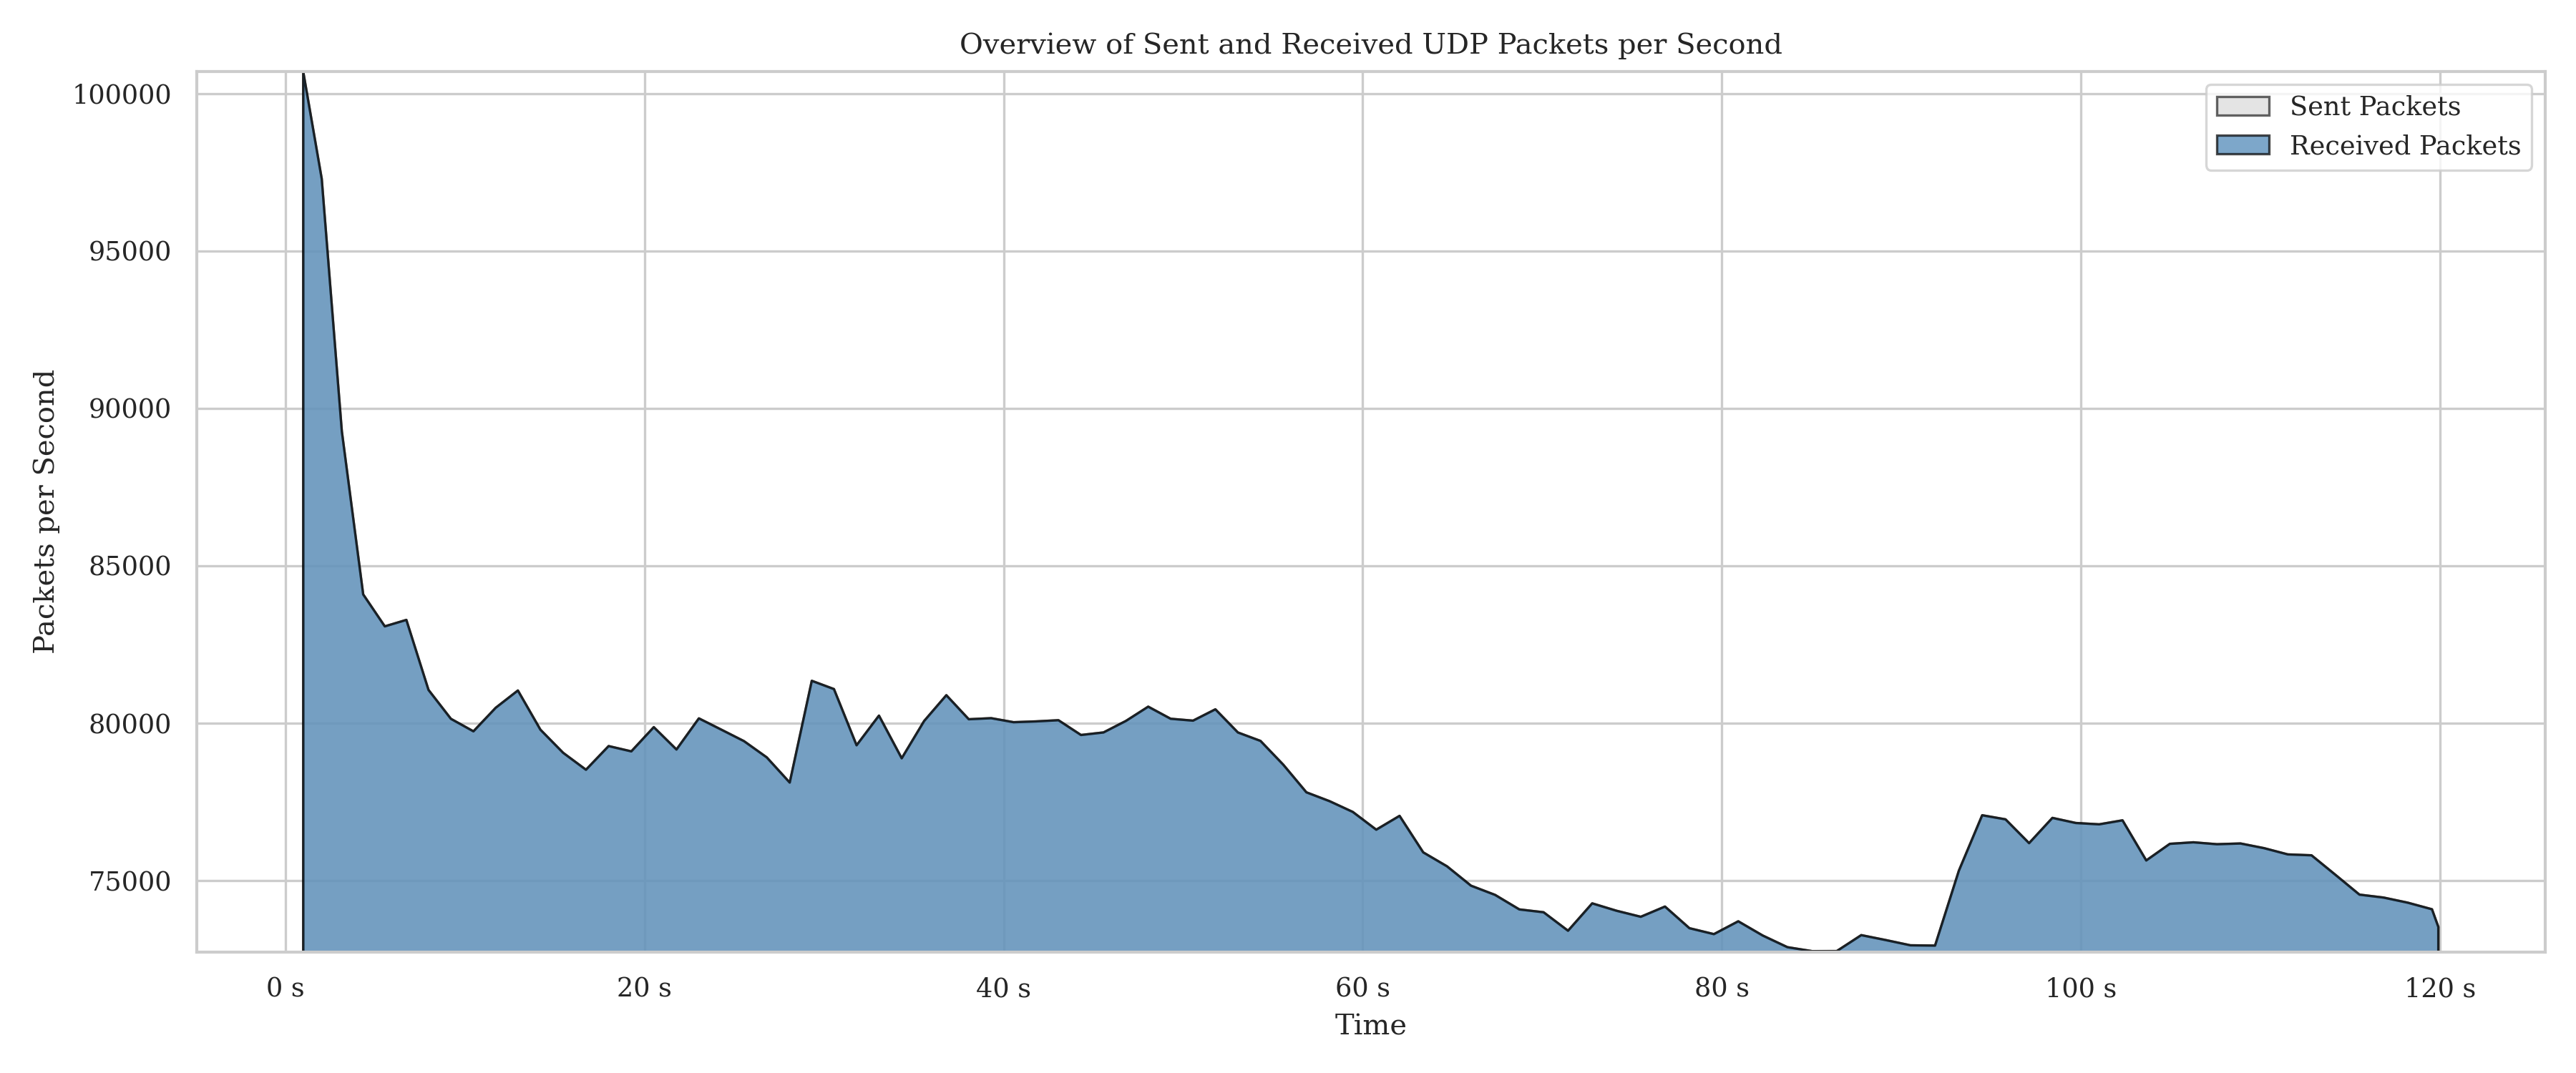 Overview of Sent and Received UDP Packets per Second
Sent Packets
Received Packets
Packets per Second
100000
95000
90000
85000
80000
75000
0 s
20 s
40 s
60 s
80 s
100 s
120 s
Time